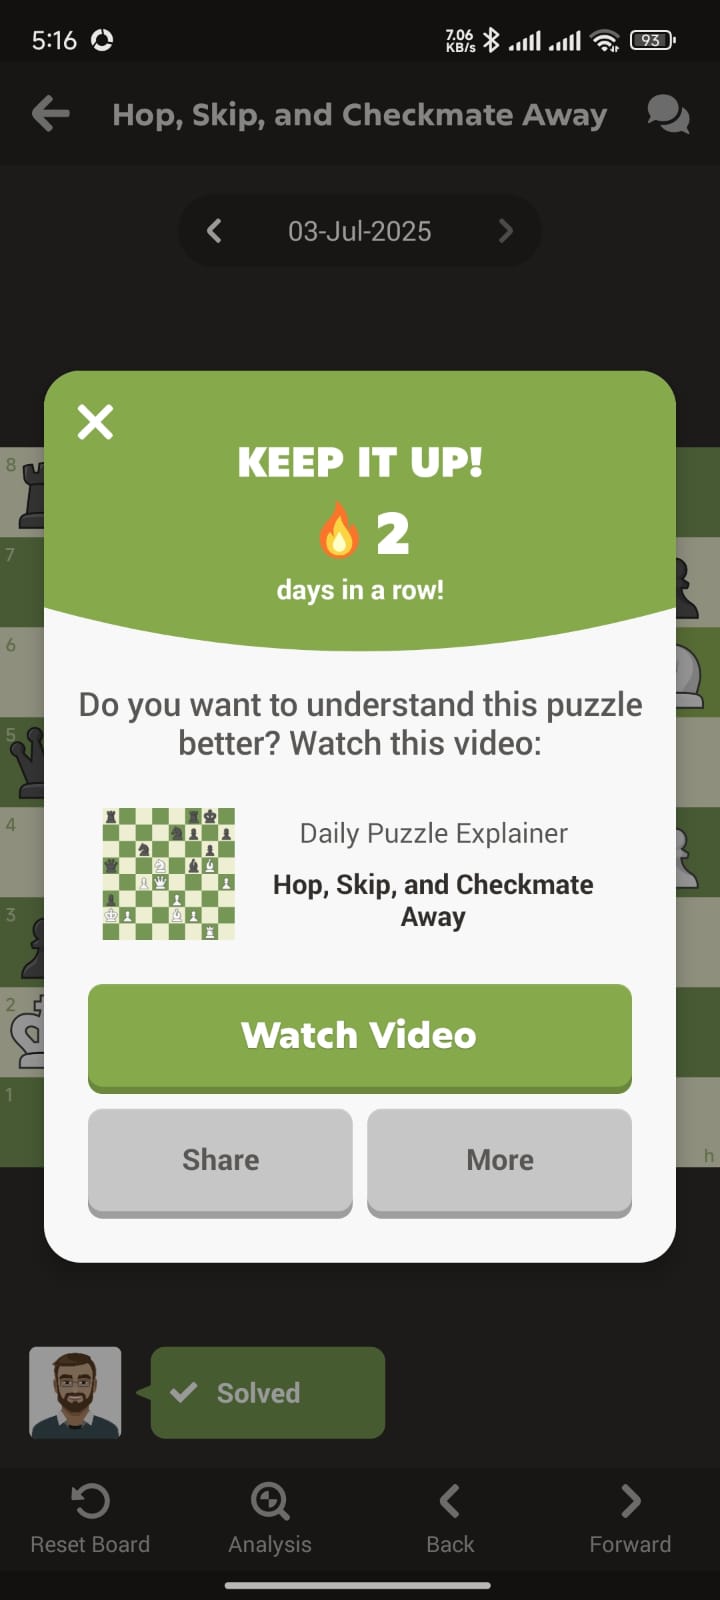 5:16
7.06
KB/s
93
Hop, Skip, and Checkmate Away
03-Jul-2025
KEEP IT UP!
2
days in a row!
8
7
6
5
4
3
2
1
h
Do you want to understand this puzzle
better? Watch this video:
Daily Puzzle Explainer
Hop, Skip, and Checkmate
Away
Watch Video
Share
More
Solved
Reset Board
Analysis
Back
Forward